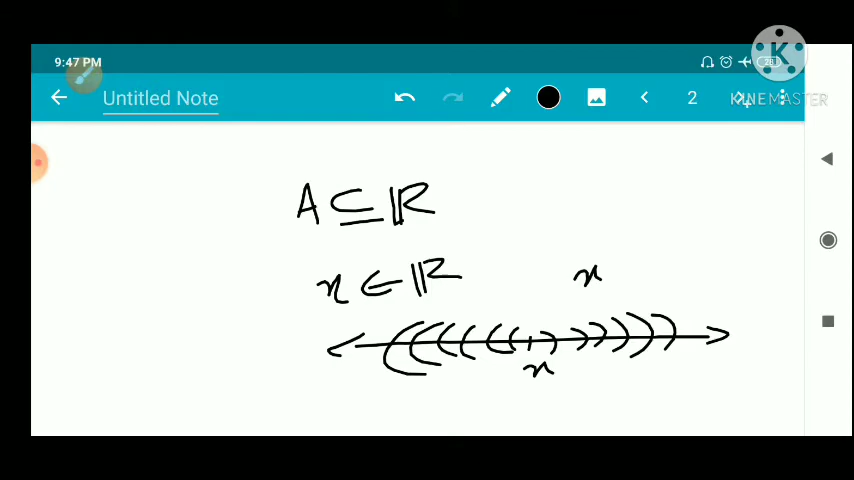 9:47 PM
KINEMASTER
Untitled Note
2
A ⊆ ℝ
x ∈ ℝ
x
x